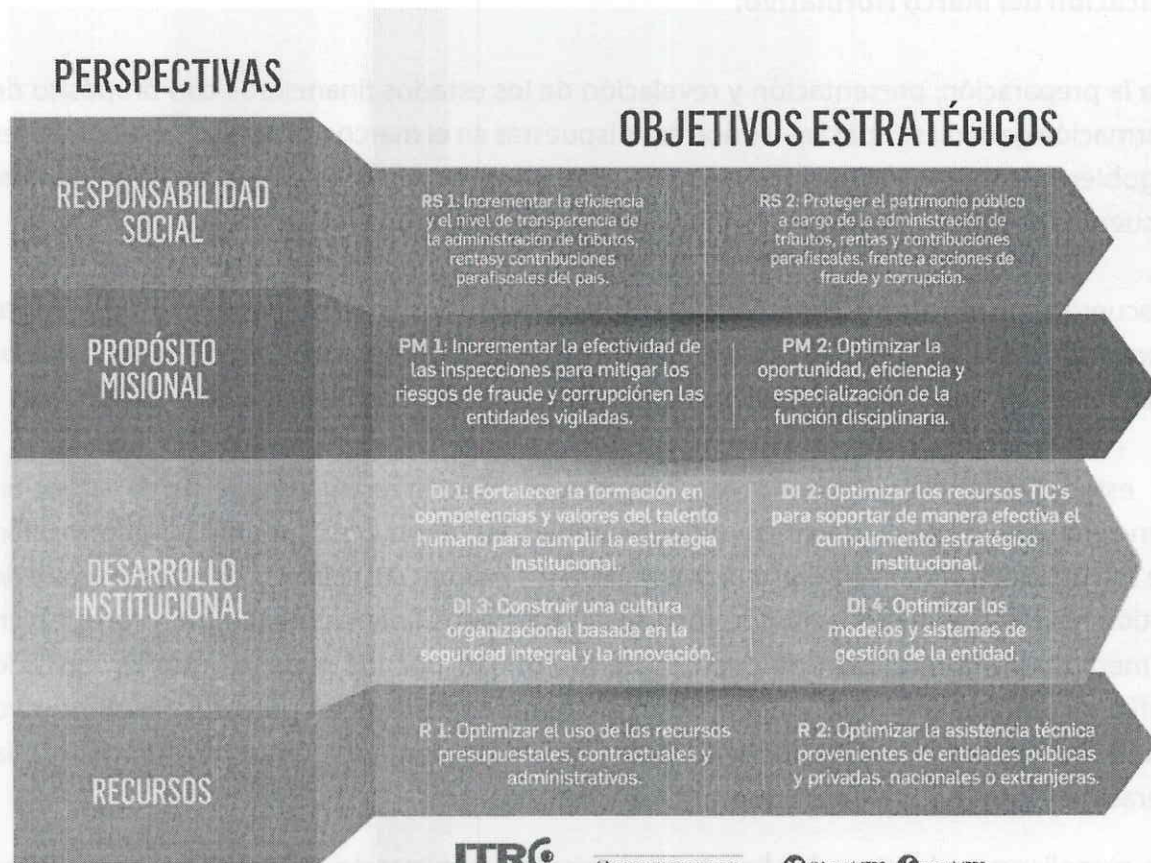 PERSPECTIVAS
OBJETIVOS ESTRATÉGICOS
RESPONSABILIDAD
SOCIAL
RS 1: Incrementar la eficiencia
y el nivel de transparencia de
la administración de tributos,
rentasy contribuciones
parafiscales del país.
RS 2: Proteger el patrimonio público
a cargo de la administración de
tributos, rentas y contribuciones
parafiscales, frente a acciones de
fraude y corrupción.
PROPÓSITO
MISIONAL
PM 1: Incrementar la efectividad de
las inspecciones para mitigar los
riesgos de fraude y corrupciónen las
entidades vigiladas.
PM 2: Optimizar la
oportunidad, eficiencia y
especialización de la
función disciplinaria.
DESARROLLO
INSTITUCIONAL
DI 1: Fortalecer la formación en
competencias y valores del talento
humano para cumplir la estrategia
Institucional.
DI 2: Optimizar los recursos TIC's
para soportar de manera efectiva el
cumplimiento estratégico
institucional.
DI 3: Construir una cultura
organizacional basada en la
seguridad integral y la innovación.
DI 4: Optimizar los
modelos y sistemas de
gestión de la entidad.
RECURSOS
R 1: Optimizar el uso de los recursos
presupuestales, contractuales y
administrativos.
R 2: Optimizar la asistencia técnica
provenientes de entidades públicas
y privadas, nacionales o extranjeras.
ITRC